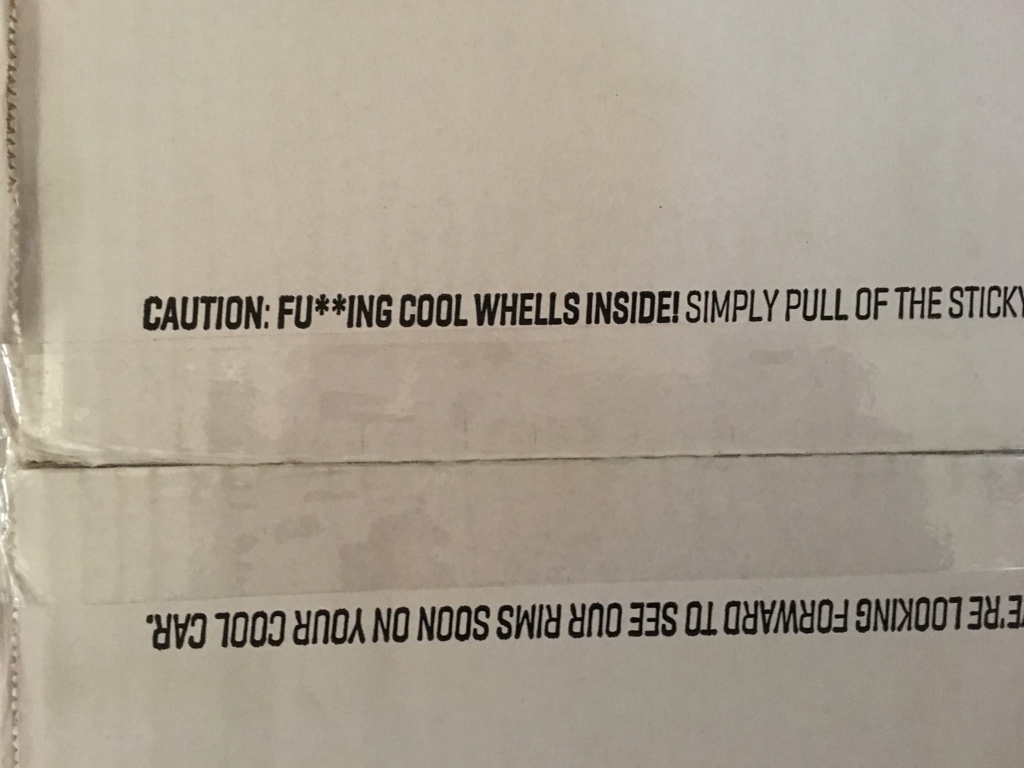 CAUTION: FU**ING COOL WHELLS INSIDE! SIMPLY PULL OF THE STICKY
E'RE LOOKING FORWARD TO SEE OUR RIMS SOON ON YOUR COOL CAR.